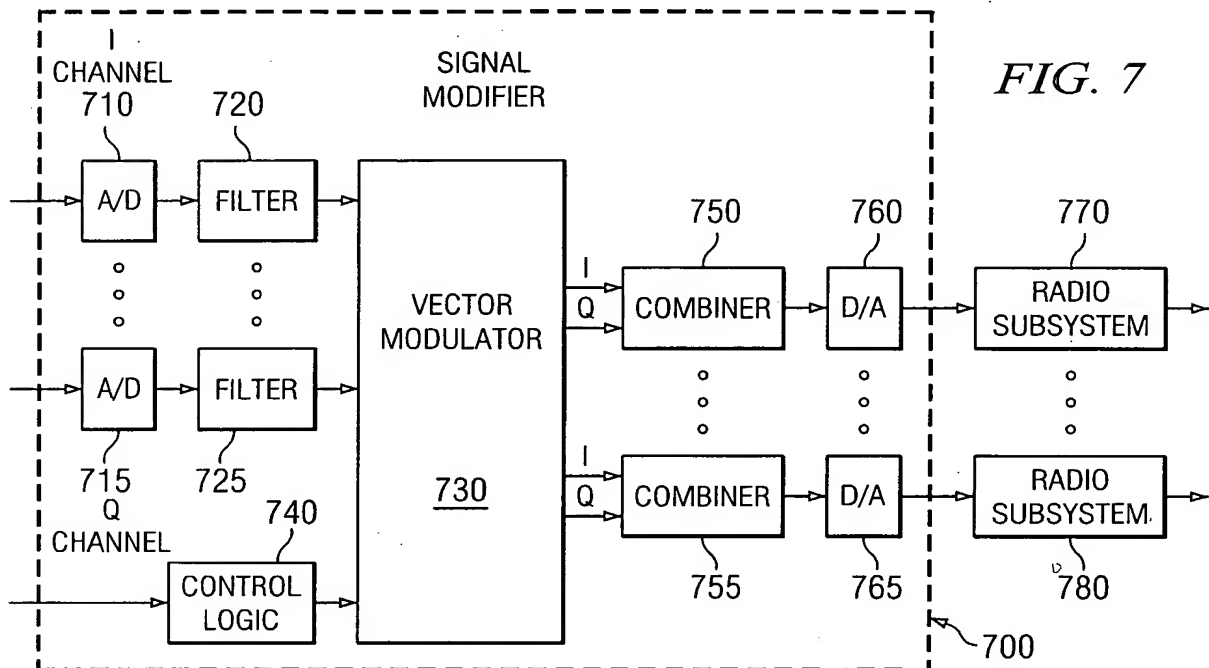 I
CHANNEL
SIGNAL
MODIFIER
FIG. 7
710
720
A/D
FILTER
750
760
770
VECTOR
MODULATOR
I
Q
COMBINER
D/A
RADIO
SUBSYSTEM
A/D
FILTER
715
725
Q
CHANNEL
730
I
Q
COMBINER
D/A
RADIO
SUBSYSTEM
740
755
765
780
CONTROL
LOGIC
700